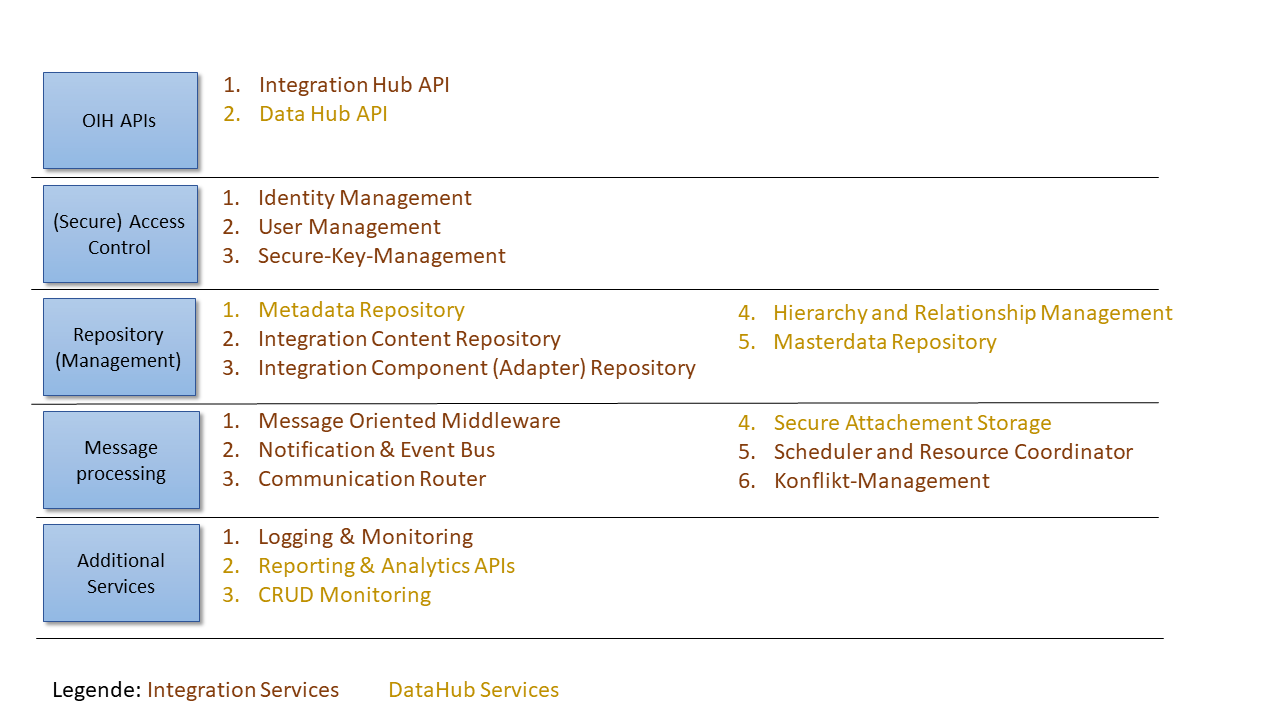 OIH APIs
1. Integration Hub API
2. Data Hub API
(Secure) Access
Control
1. Identity Management
2. User Management
3. Secure-Key-Management
Repository
(Management)
1. Metadata Repository
2. Integration Content Repository
3. Integration Component (Adapter) Repository
4. Hierarchy and Relationship Management
5. Masterdata Repository
Message
processing
1. Message Oriented Middleware
2. Notification & Event Bus
3. Communication Router
4. Secure Attachement Storage
5. Scheduler and Resource Coordinator
6. Konflikt-Management
Additional
Services
1. Logging & Monitoring
2. Reporting & Analytics APIs
3. CRUD Monitoring
Legende: Integration Services DataHub Services